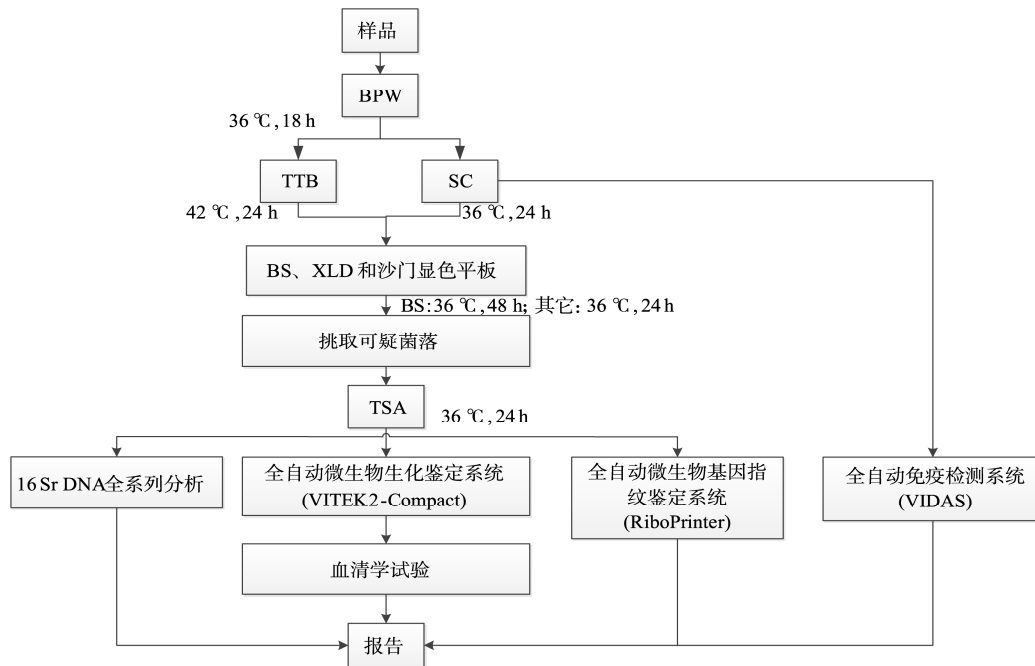 样品
BPW
36 ℃,18 h
TTB
SC
42 ℃,24 h
36 ℃,24 h
BS、XLD 和沙门显色平板
BS:36 ℃,48 h; 其它: 36 ℃,24 h
挑取可疑菌落
TSA
36 ℃,24 h
16 Sr DNA全系列分析
全自动微生物生化鉴定系统
(VITEK2-Compact)
全自动微生物基因指
纹鉴定系统
(RiboPrinter)
全自动免疫检测系统
(VIDAS)
血清学试验
报告